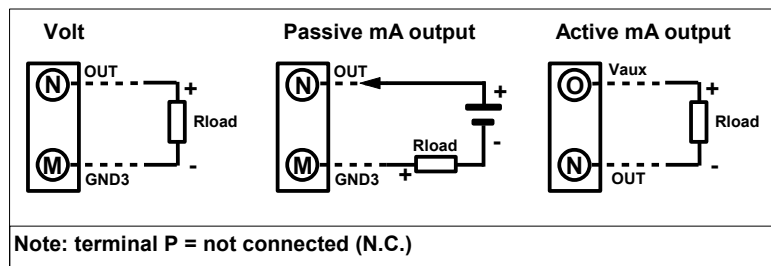 Volt
N
OUT
+
Rload
M
GND3
-
Passive mA output
N
OUT
+
-
Rload
M
GND3
+
Active mA output
O
Vaux
+
Rload
N
OUT
-
Note: terminal P = not connected (N.C.)